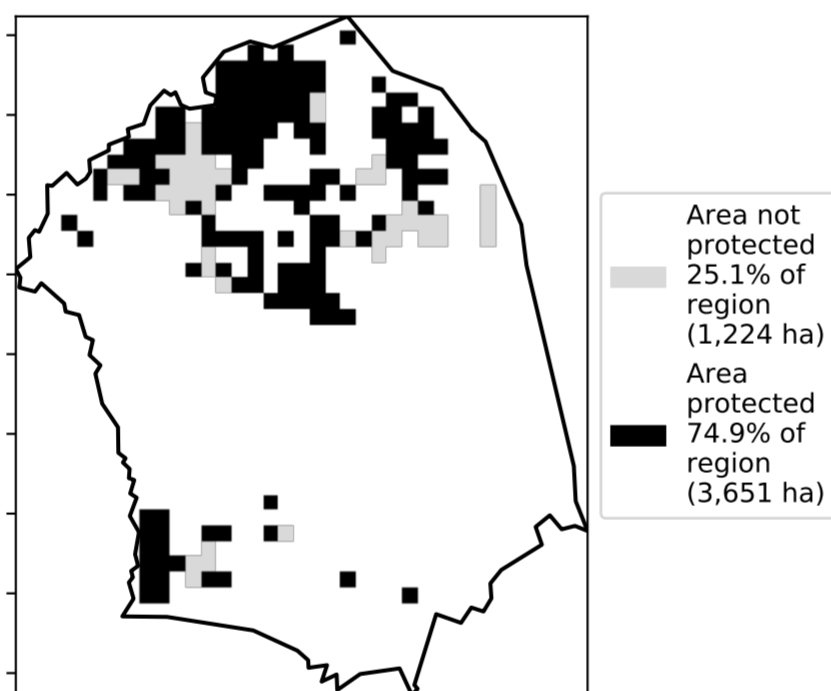 Area not
protected
25.1% of
region
(1,224 ha)
Area
protected
74.9% of
region
(3,651 ha)